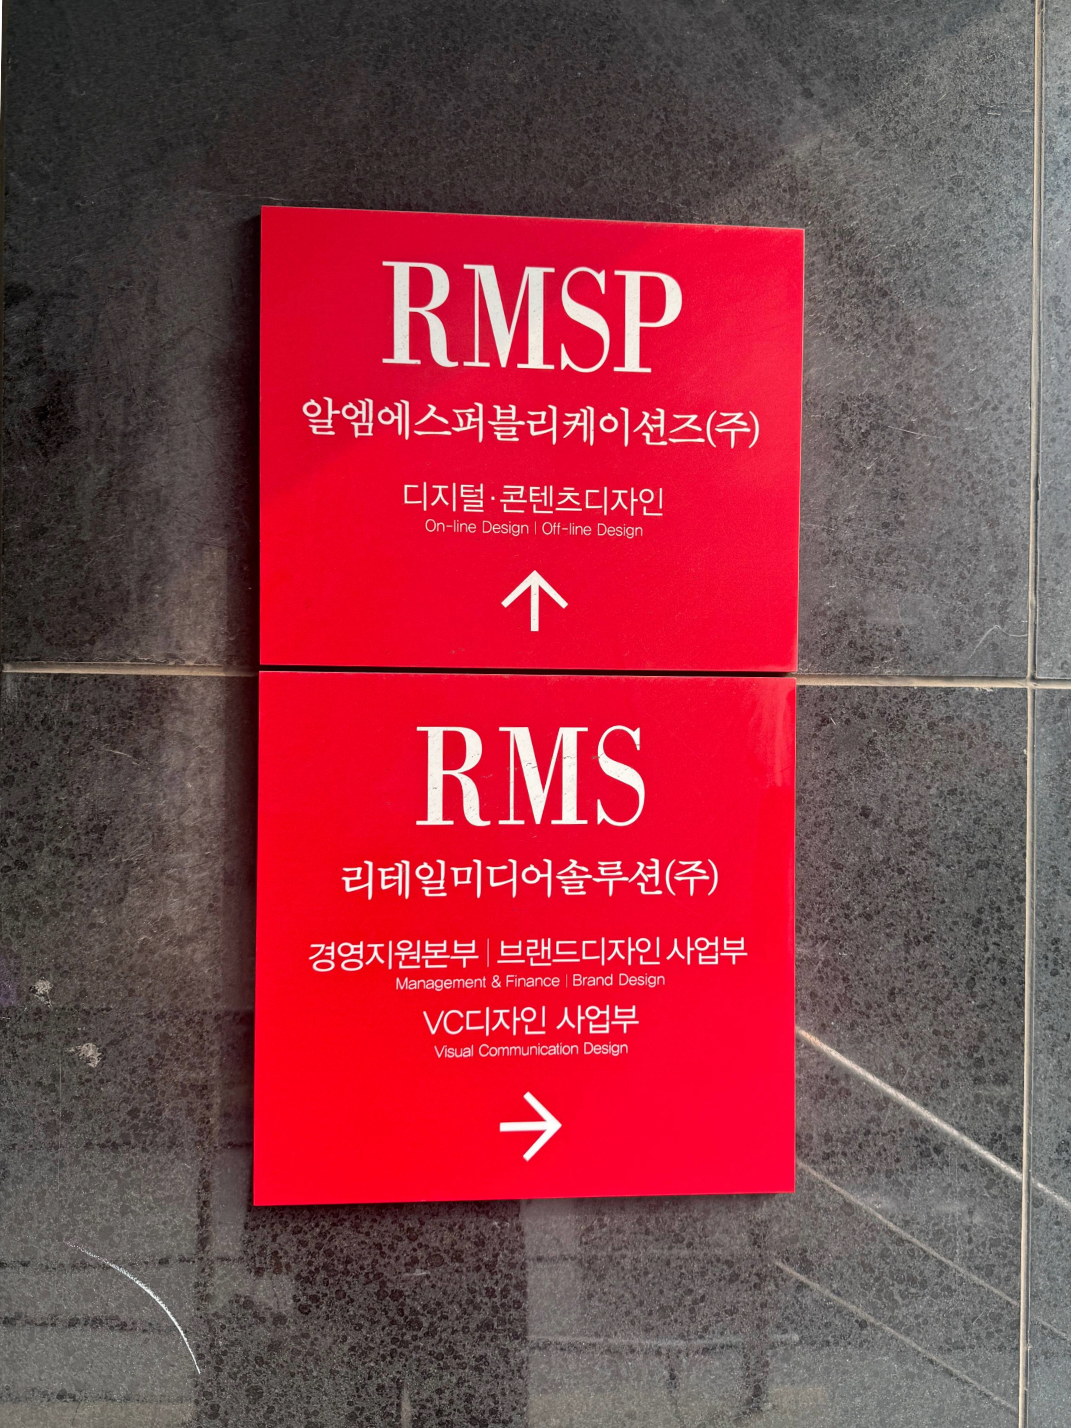 RMSP
알엠에스퍼블리케이션즈(주)
디지털·콘텐츠디자인
On-line Design | Off-line Design
↑
RMS
리테일미디어솔루션(주)
경영지원본부 | 브랜드디자인 사업부
Management & Finance | Brand Design
VC디자인 사업부
Visual Communication Design
→